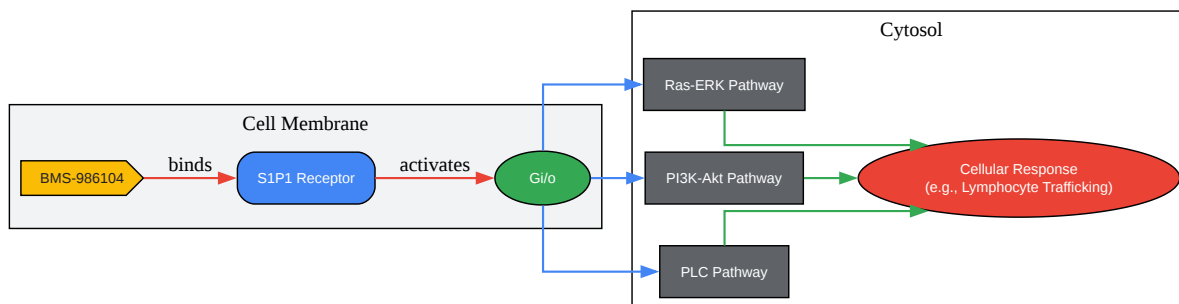 Cytosol
Ras-ERK Pathway
Cell Membrane
binds
activates
BMS-986104
S1P1 Receptor
Gi/o
PI3K-Akt Pathway
Cellular Response
(e.g., Lymphocyte Trafficking)
PLC Pathway